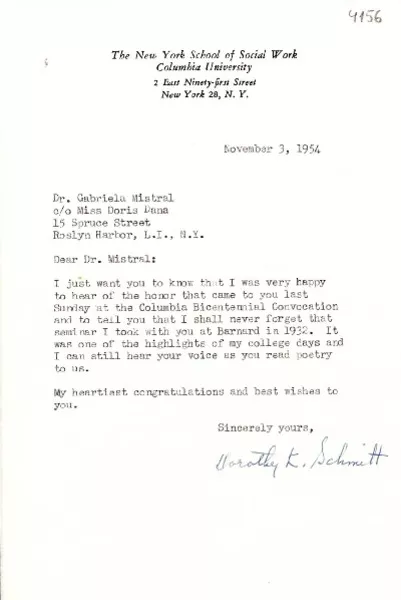 4156
The New York School of Social Work
Columbia University
2 East Ninety-first Street
New York 28, N. Y.
November 3, 1954
Dr. Gabriela Mistral
c/o Miss Doris Dana
15 Spruce Street
Roslyn Harbor, L.I., N.Y.
Dear Dr. Mistral:
I just want you to know that I was very happy
to hear of the honor that came to you last
Sunday at the Columbia Bicentennial Convocation
and to tell you that I shall never forget that
seminar I took with you at Barnard in 1932. It
was one of the highlights of my college days and
I can still hear your voice as you read poetry
to us.
My heartiest congratulations and best wishes to
you.
Sincerely yours,
Dorothy K. Schmitt